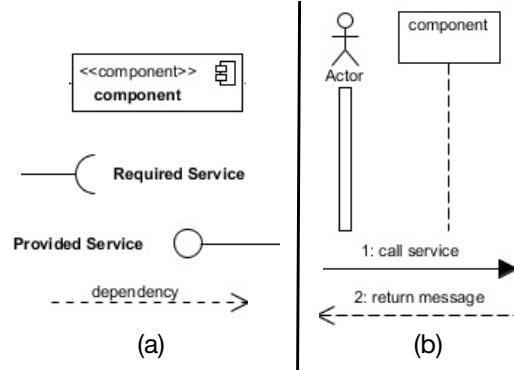 <<component>>
component
Required Service
Provided Service
dependency
(a)
Actor
component
1: call service
2: return message
(b)